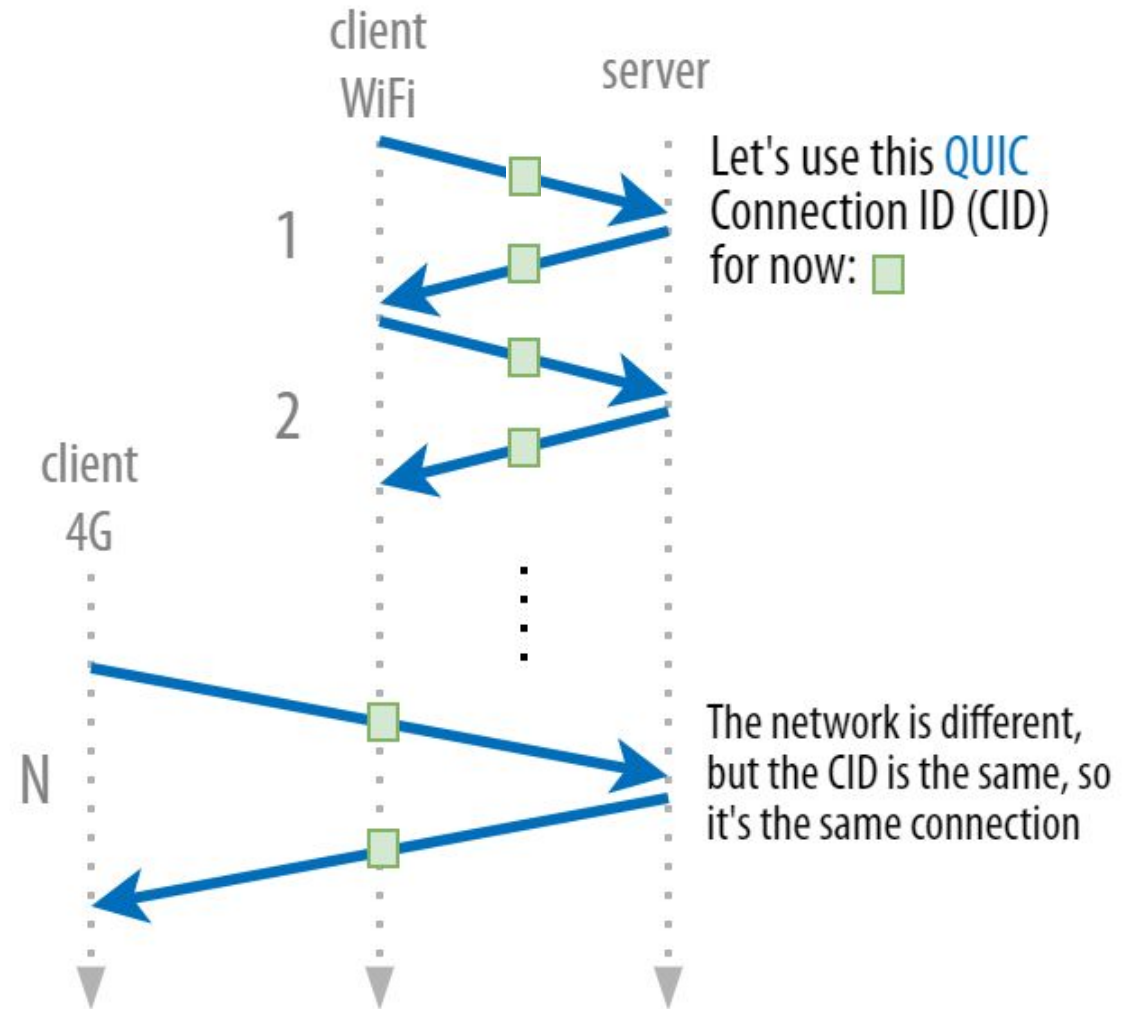 client
WiFi
server
Let's use this QUIC
Connection ID (CID)
for now:
1
2
client
4G
N
The network is different,
but the CID is the same, so
it's the same connection